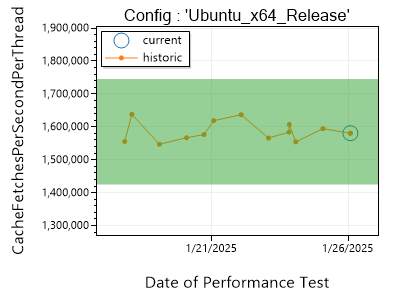 Config : 'Ubuntu_x64_Release'
current
historic
CacheFetchesPerSecondPerThread
1,900,000
1,800,000
1,700,000
1,600,000
1,500,000
1,400,000
1,300,000
1/21/2025
1/26/2025
Date of Performance Test